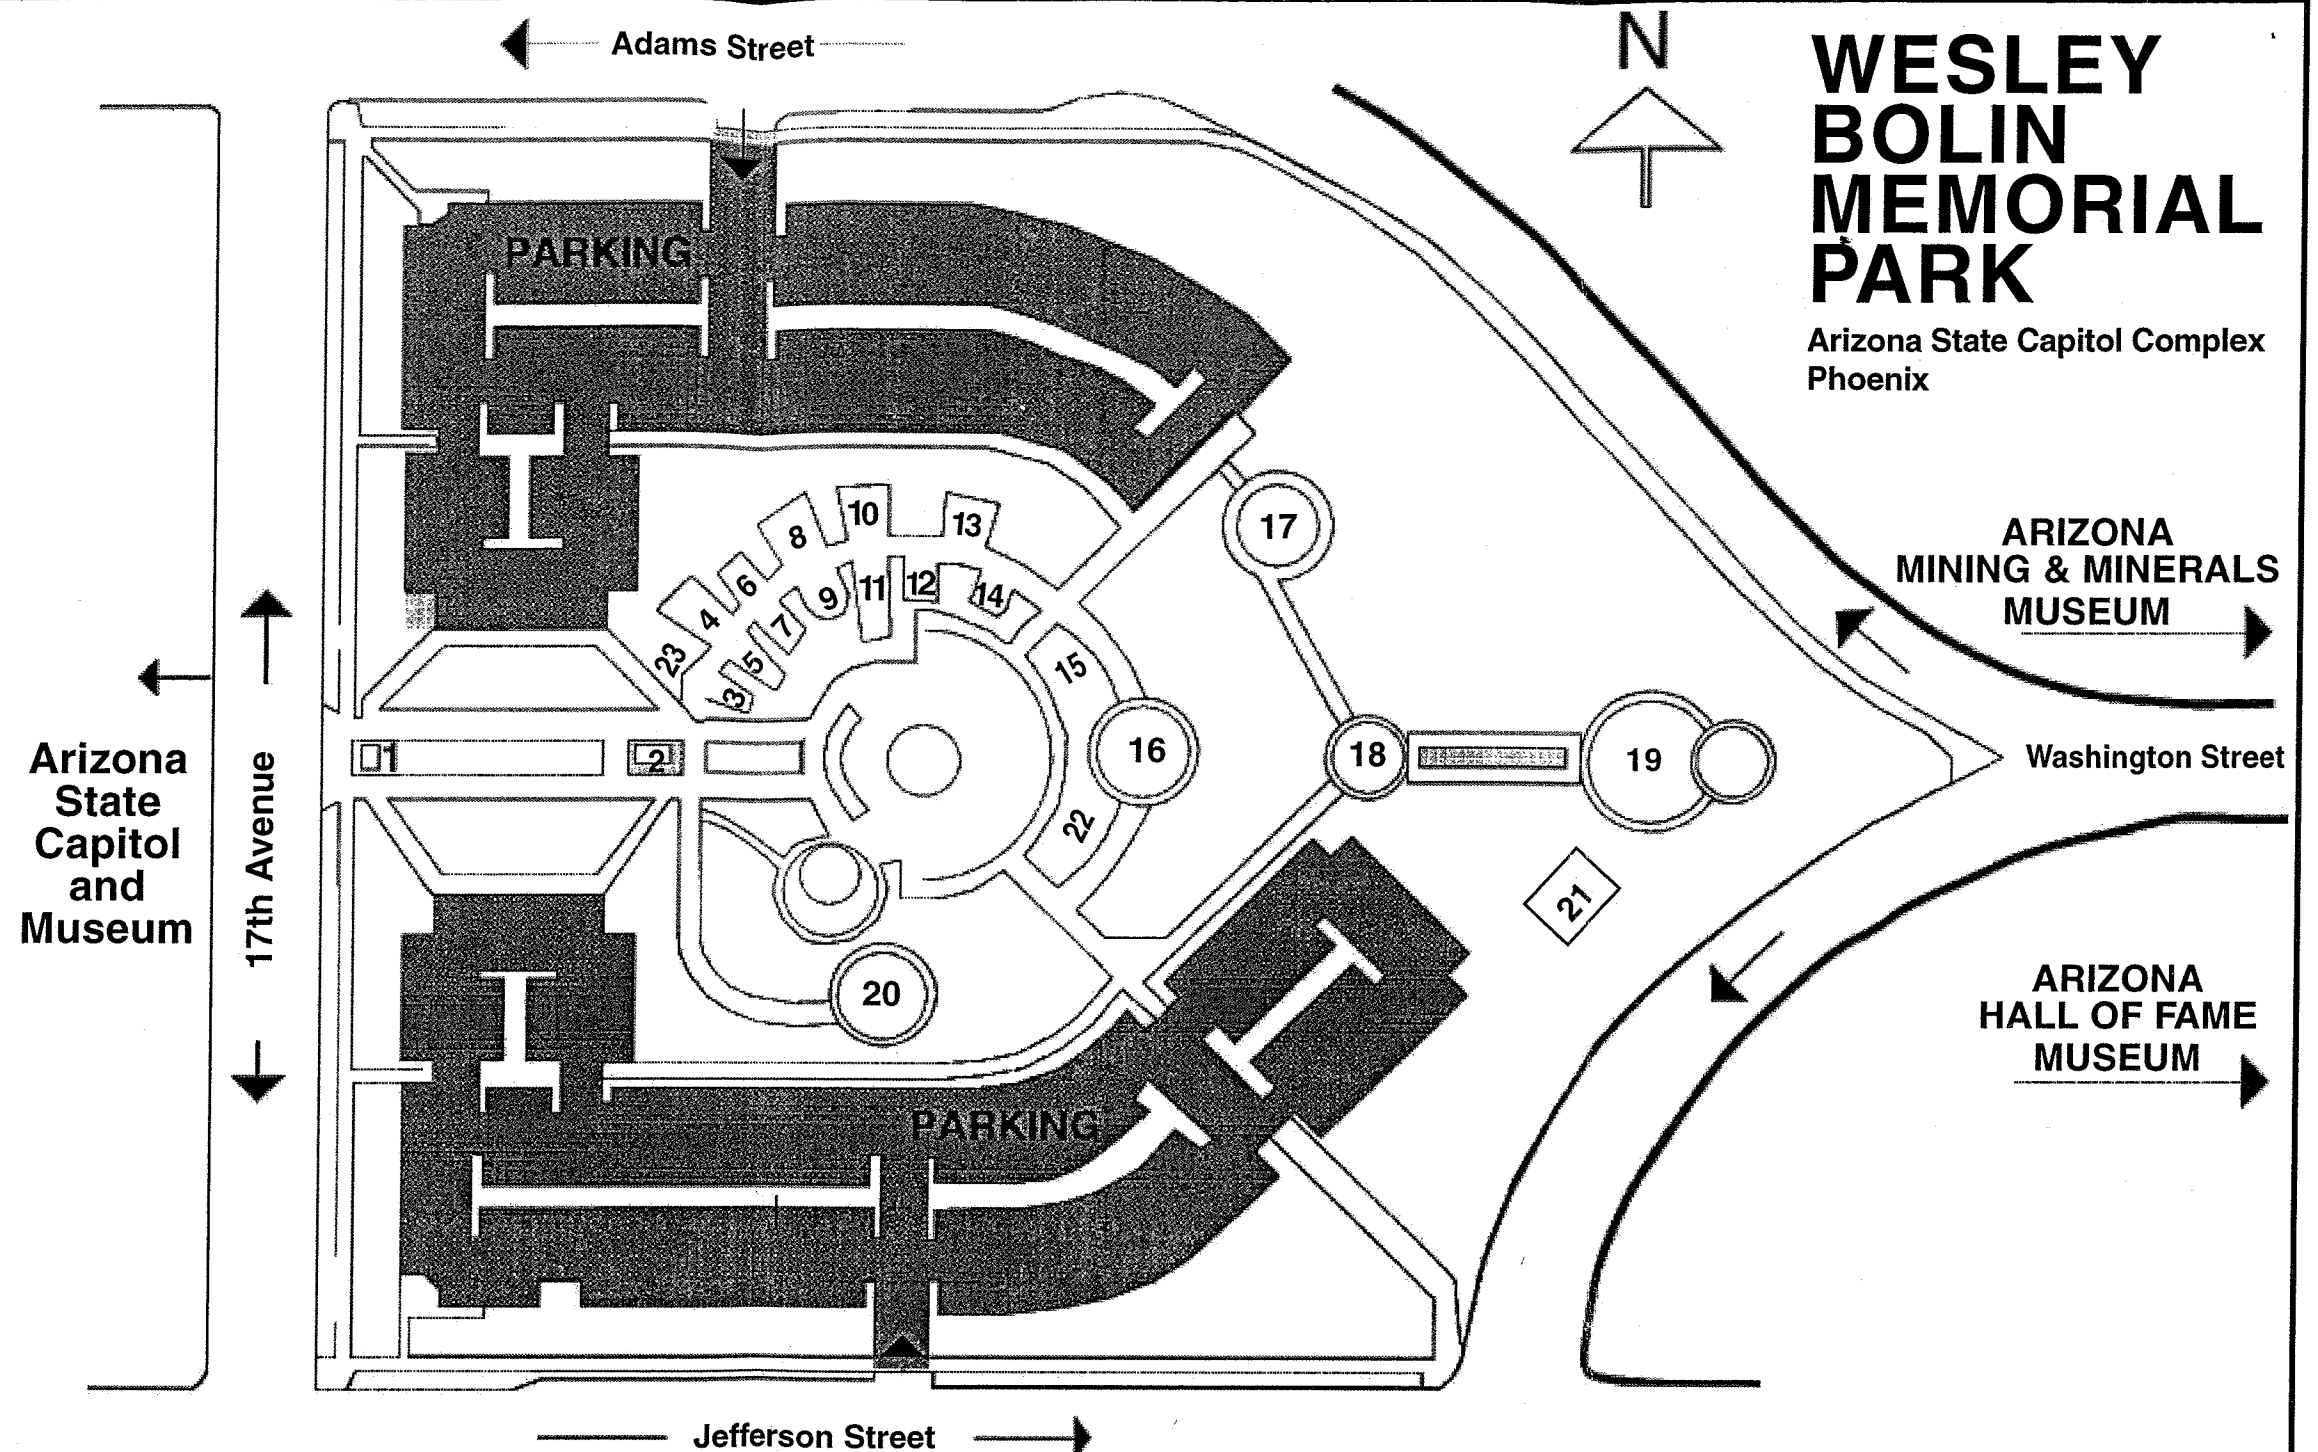 Adams Street
N
WESLEY
BOLIN
MEMORIAL
PARK
Arizona State Capitol Complex
Phoenix
PARKING
10
13
8
17
ARIZONA
MINING & MINERALS
MUSEUM
6
9
11
12
14
4
7
23
5
3
15
Arizona
State
Capitol
and
Museum
17th Avenue
1
2
16
18
19
Washington Street
22
21
20
ARIZONA
HALL OF FAME
MUSEUM
PARKING
Jefferson Street